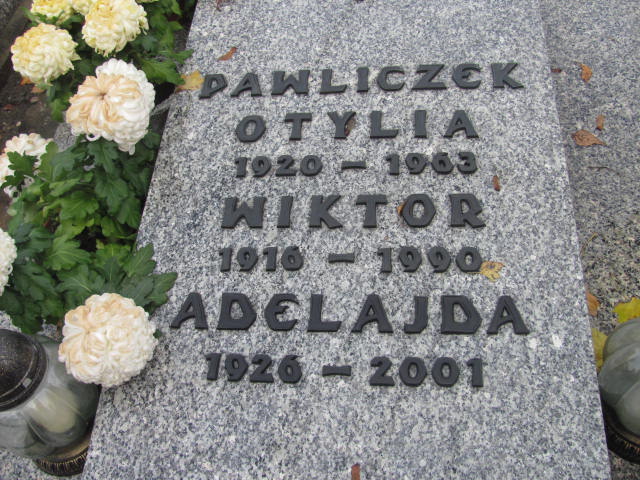 PAWLICZEK
OTYLIA
1920 – 1963
WIKTOR
1916 – 1990
ADELAJDA
1926 – 2001